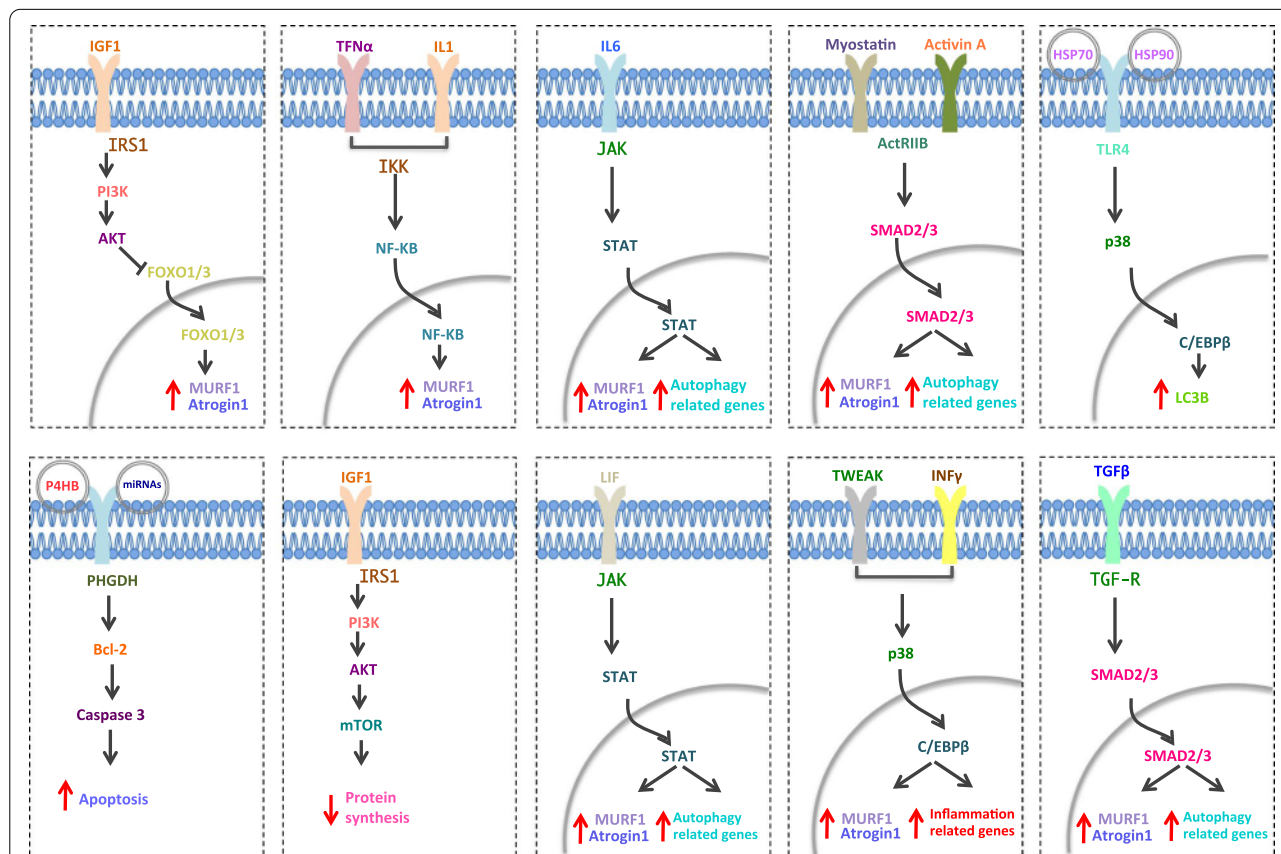 IGF1
IRS1
PI3K
AKT
FOXO1/3
FOXO1/3
MURF1
Atrogin1
TFNα
IL1
IKK
NF-KB
NF-KB
MURF1
Atrogin1
IL6
JAK
STAT
STAT
MURF1
Atrogin1
Autophagy
related genes
Myostatin
Activin A
ActRIIB
SMAD2/3
SMAD2/3
MURF1
Atrogin1
Autophagy
related genes
HSP70
HSP90
TLR4
p38
C/EBPβ
LC3B
P4HB
miRNAs
PHGDH
Bcl-2
Caspase 3
Apoptosis
IGF1
IRS1
PI3K
AKT
mTOR
Protein
synthesis
LIF
JAK
STAT
STAT
MURF1
Atrogin1
Autophagy
related genes
TWEAK
INFγ
p38
C/EBPβ
MURF1
Atrogin1
Inflammation
related genes
TGFβ
TGF-R
SMAD2/3
SMAD2/3
MURF1
Atrogin1
Autophagy
related genes